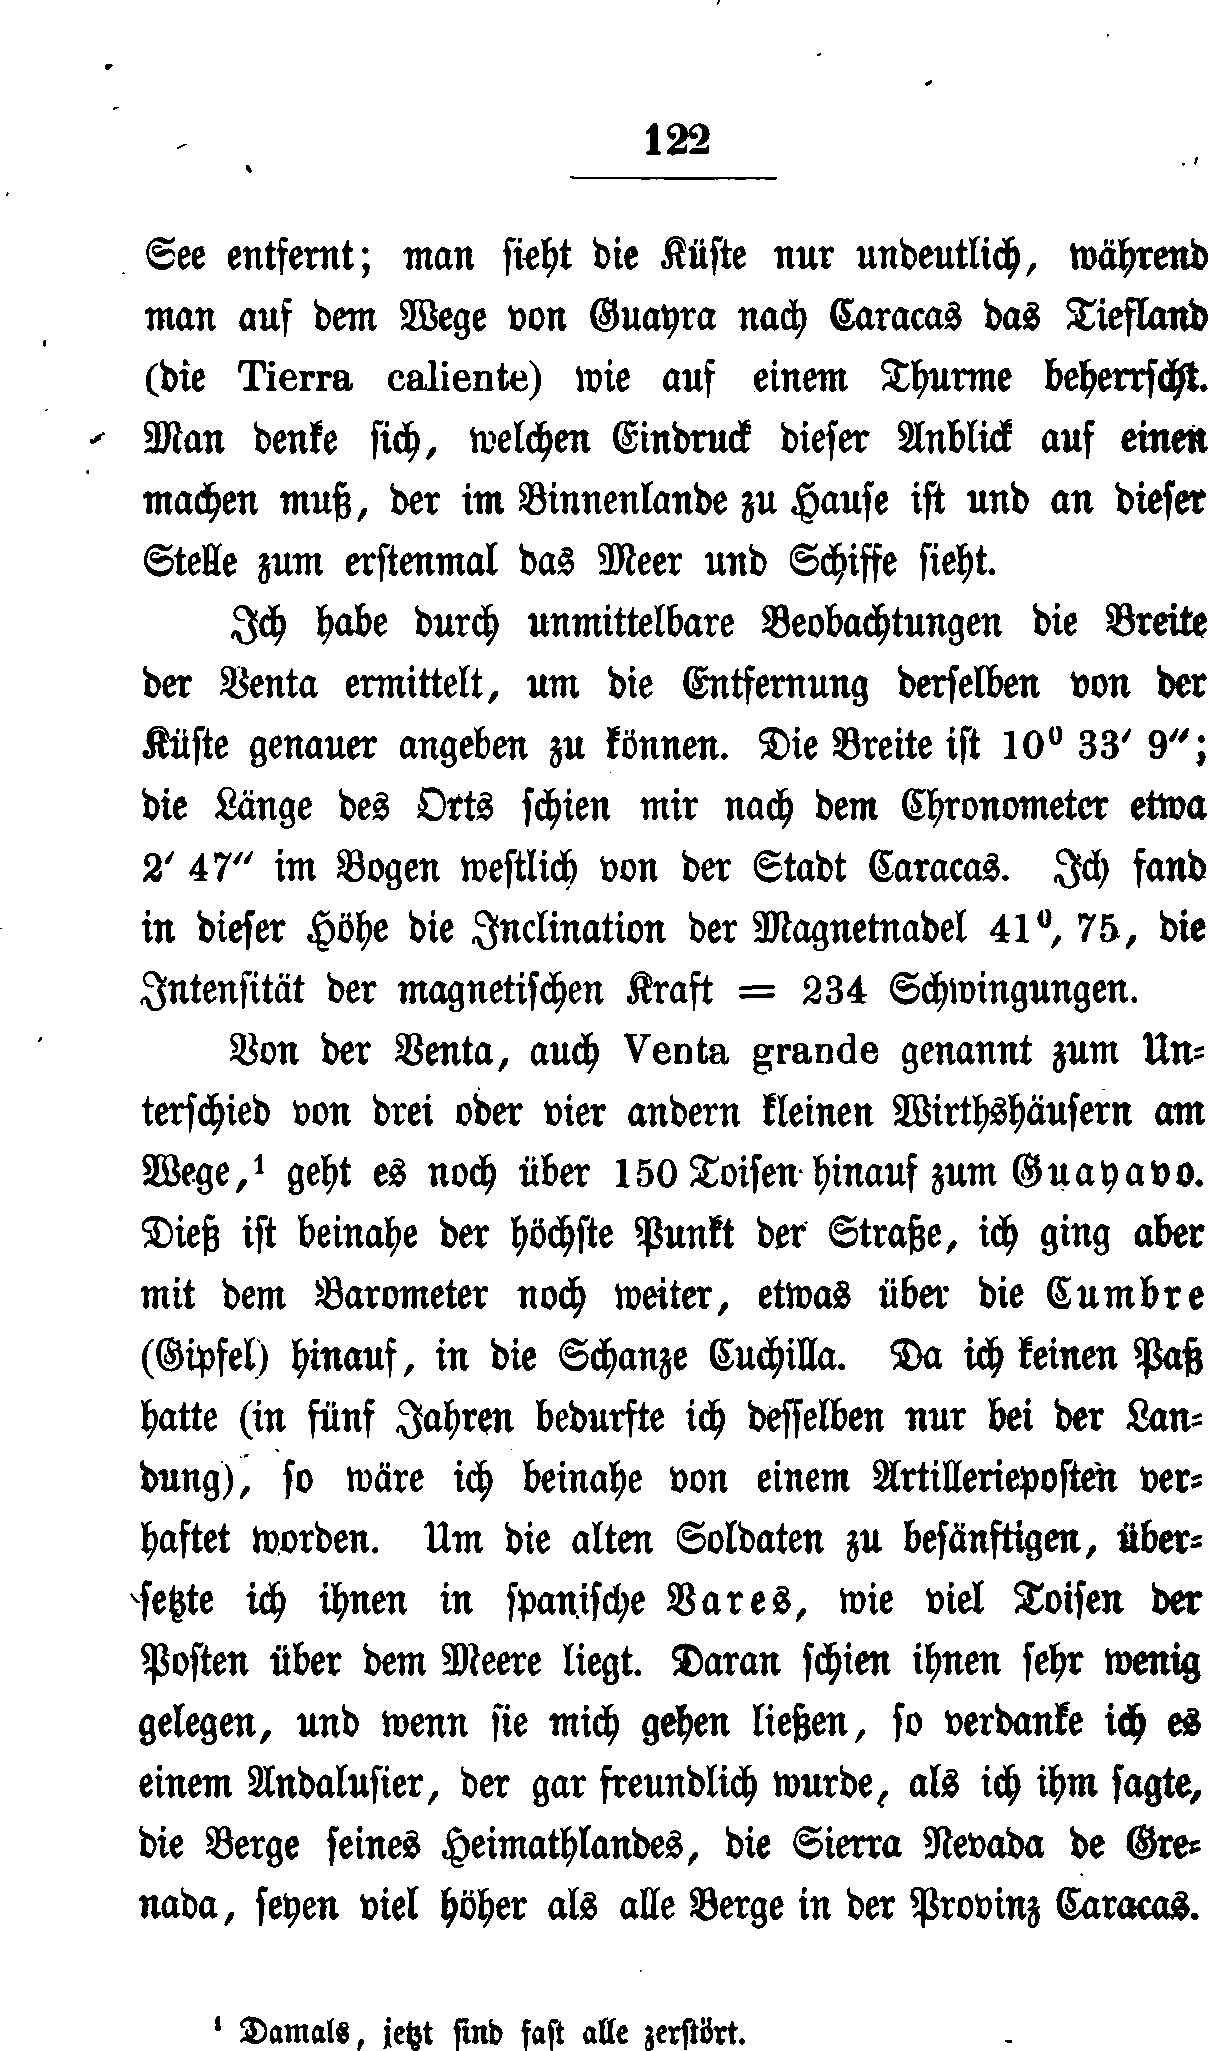 122
See entfernt; man sieht die Küste nur undeutlich, während
man auf dem Wege von Guayra nach Caracas das Tiefland
(die Tierra caliente) wie auf einem Thurme beherrscht.
Man denke sich, welchen Eindruck dieser Anblick auf einen
machen muß, der im Binnenlande zu Hause ist und an dieser
Stelle zum erstenmal das Meer und Schiffe sieht.
Ich habe durch unmittelbare Beobachtungen die Breite
der Venta ermittelt, um die Entfernung derselben von der
Küste genauer angeben zu können. Die Breite ist 10⁰ 33′ 9″;
die Länge des Orts schien mir nach dem Chronometer etwa
2′ 47″ im Bogen westlich von der Stadt Caracas. Ich fand
in dieser Höhe die Inclination der Magnetnadel 41⁰, 75, die
Intensität der magnetischen Kraft = 234 Schwingungen.
Von der Venta, auch Venta grande genannt zum Un-
terschied von drei oder vier andern kleinen Wirthshäusern am
Wege,¹ geht es noch über 150 Toisen hinauf zum Guayavo.
Dieß ist beinahe der höchste Punkt der Straße, ich ging aber
mit dem Barometer noch weiter, etwas über die Cumbre
(Gipfel) hinauf, in die Schanze Cuchilla. Da ich keinen Paß
hatte (in fünf Jahren bedurfte ich desselben nur bei der Lan-
dung), so wäre ich beinahe von einem Artillerieposten ver-
haftet worden. Um die alten Soldaten zu besänftigen, über-
setzte ich ihnen in spanische Vares, wie viel Toisen der
Posten über dem Meere liegt. Daran schien ihnen sehr wenig
gelegen, und wenn sie mich gehen ließen, so verdanke ich es
einem Andalusier, der gar freundlich wurde, als ich ihm sagte,
die Berge seines Heimathlandes, die Sierra Nevada de Gre-
nada, seyen viel höher als alle Berge in der Provinz Caracas.
¹ Damals, jetzt sind fast alle zerstört.